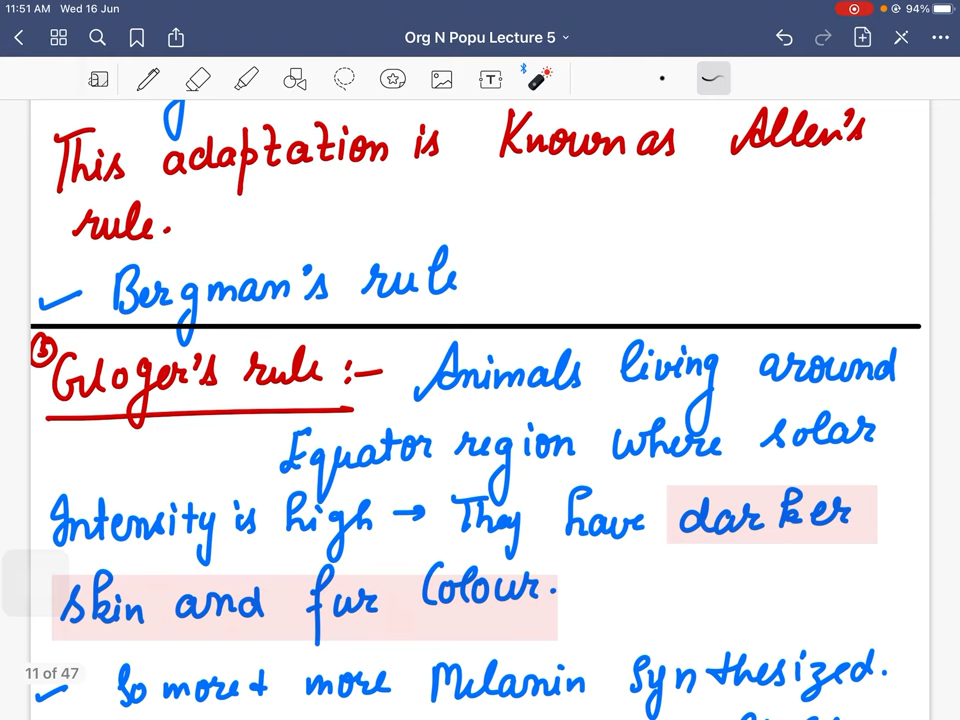 11:51 AM Wed 16 Jun 94%
Org N Popu Lecture 5
This adaptation is Known as Allen's
rule.
✓ Bergman's rule
Gloger's rule :- Animals living around
Equator region where solar
Intensity is high → They have darker
skin and fur Colour.
11 of 47
✓ So more + more Melanin Synthesized.